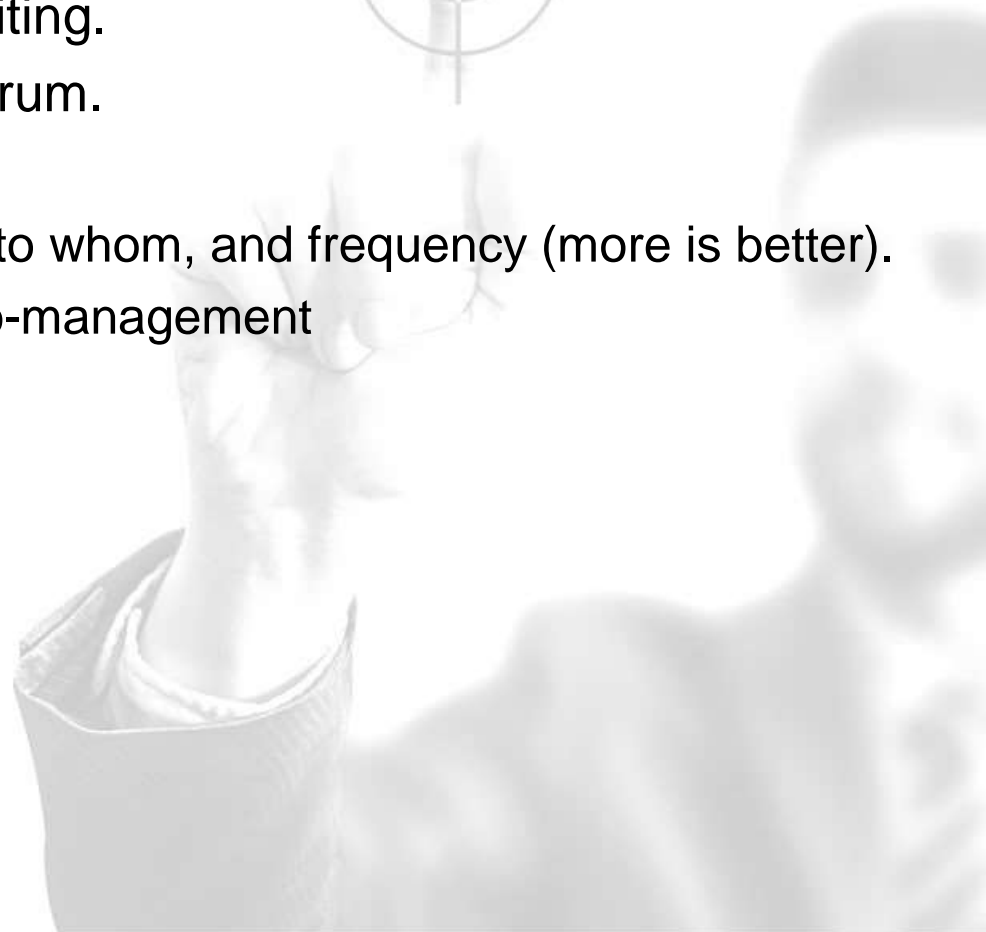 iting.
rum.
to whom, and frequency (more is better).
-management